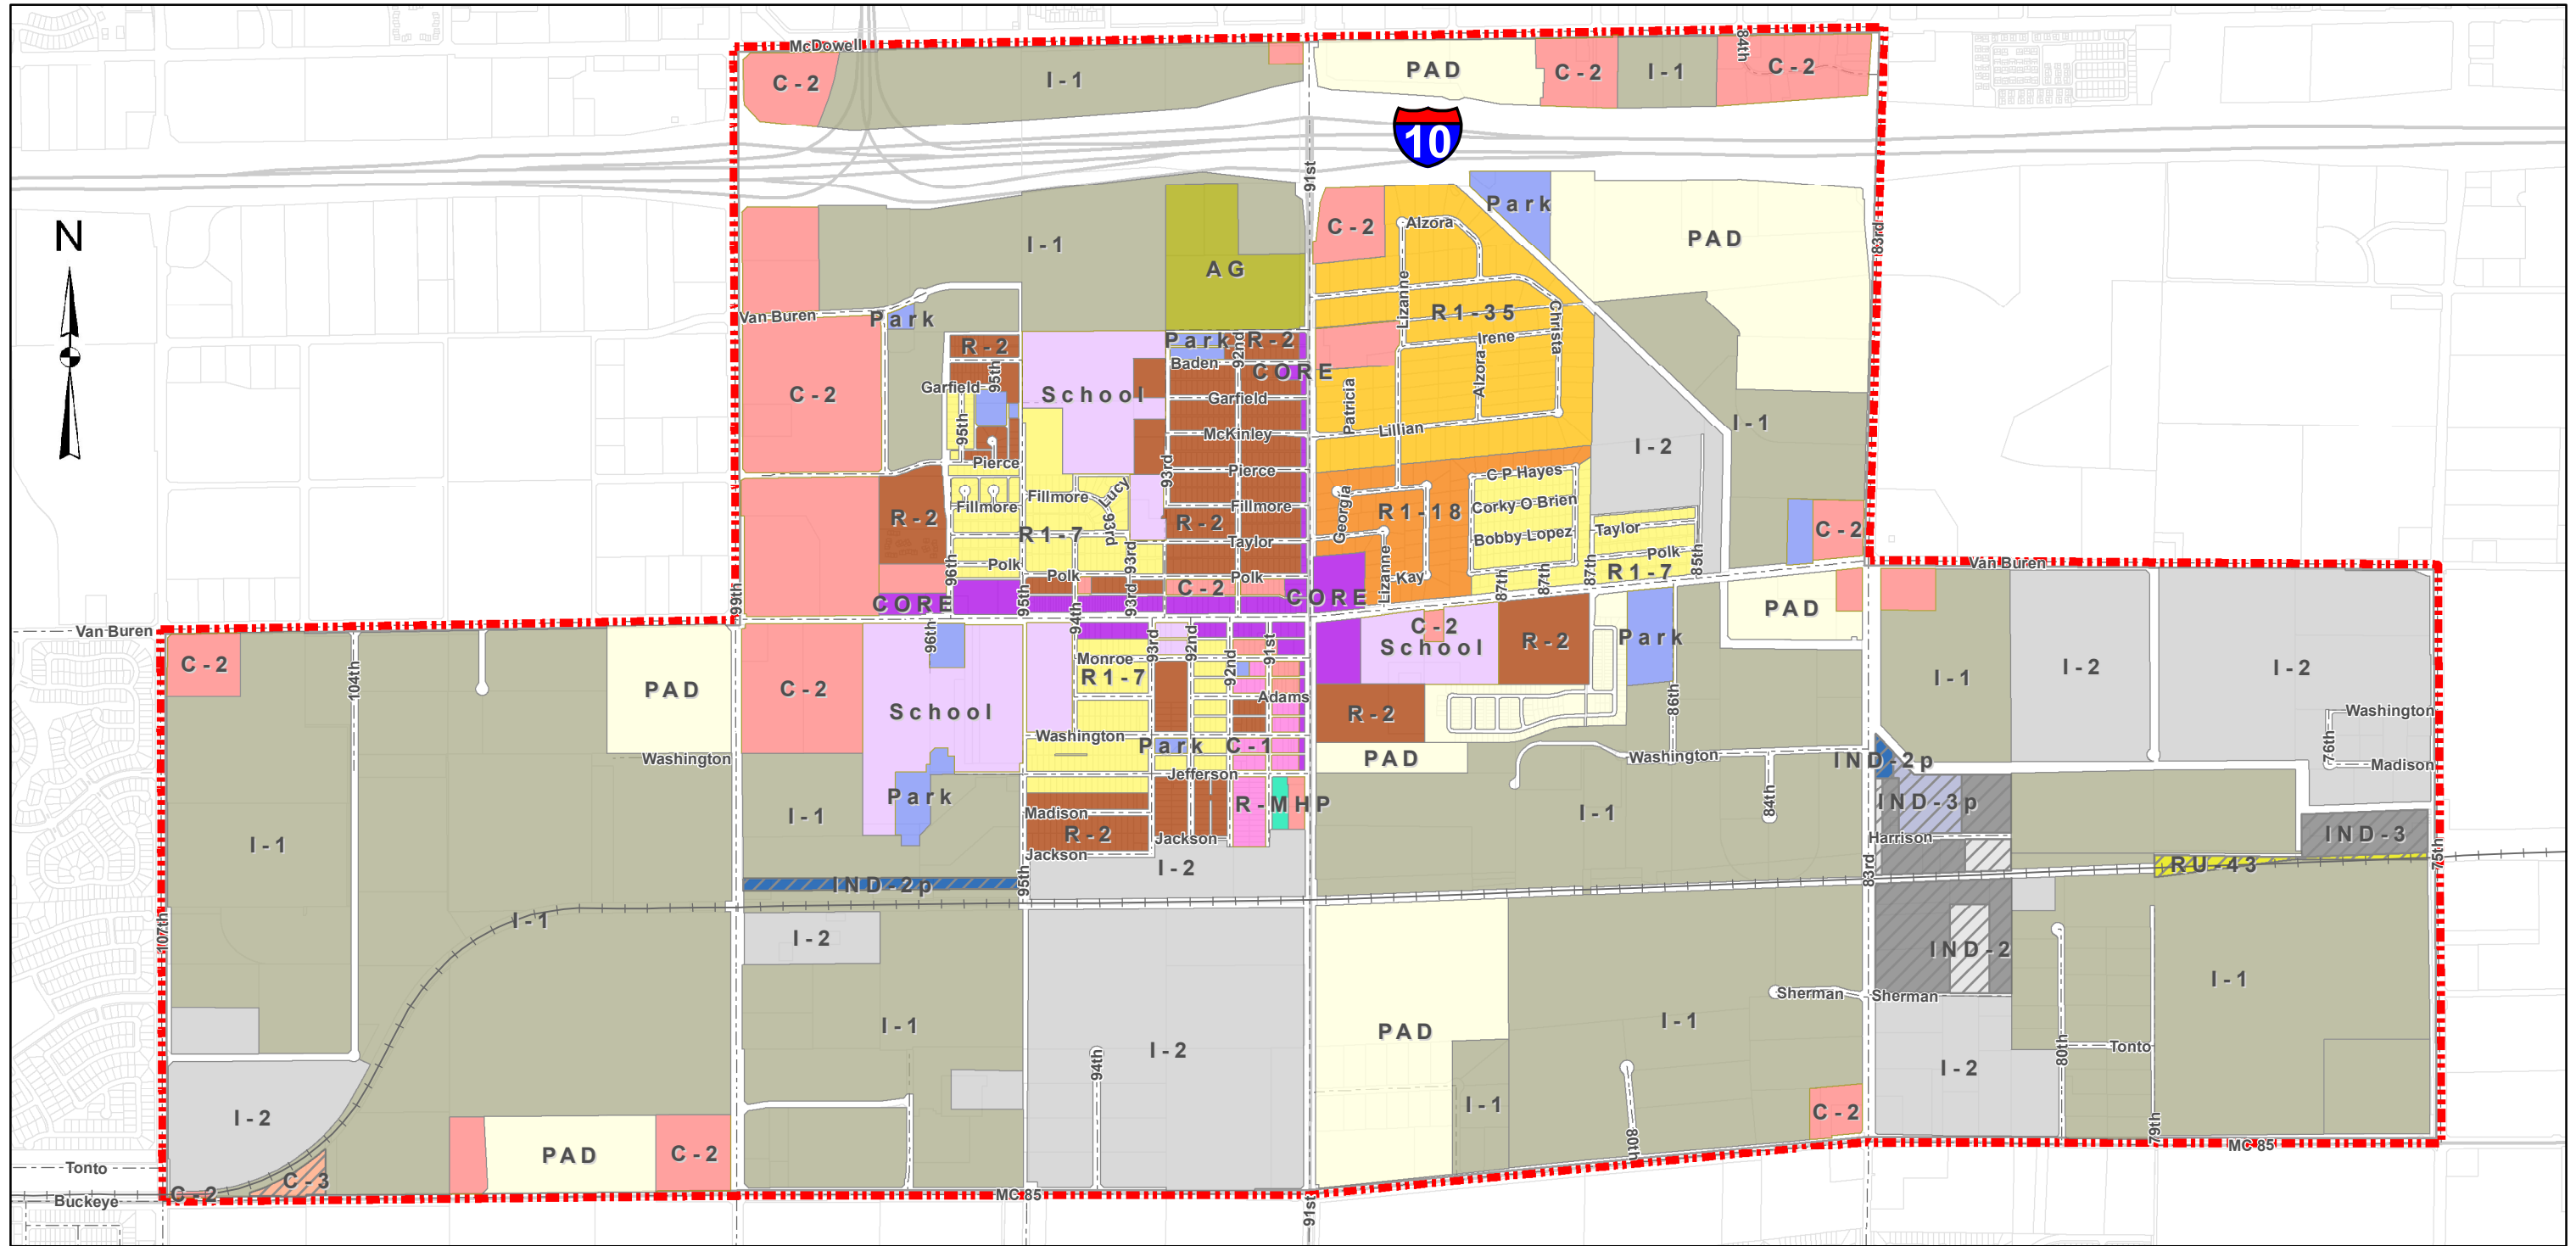 McDowell
84th
C-2
I-1
PAD
C-2
I-1
C-2
10
91st
N
Park
C-2
Alzora
83rd
I-1
PAD
AG
Lizanne
Christa
R1-35
Van Buren
Park
Irene
Park
R-2
92nd
R-2
Baden
CORE
Alzora
95th
Garfield
School
Garfield
Patricia
C-2
95th
McKinley
Lillian
I-1
I-2
Pierce
93rd
Pierce
C P Hayes
Lucy
Fillmore
Fillmore
Fillmore
Corky O Brien
Georgia
R1-18
R-2
R-2
93rd
R1-7
Taylor
Bobby Lopez
Taylor
C-2
Polk
96th
Polk
93rd
Polk
Lizanne
Kay
Polk
85th
87th
87th
87th
R1-7
Van Buren
99th
CORE
95th
94th
93rd
C-2
CORE
PAD
Van Buren
96th
93rd
92nd
92nd
91st
C-2
School
R-2
Park
C-2
104th
PAD
C-2
Monroe
R1-7
I-1
I-2
I-2
School
Adams
R-2
86th
Washington
Washington
Washington
Park
C-1
PAD
Washington
76th
Madison
IND-2p
Jefferson
Park
R-MHP
I-1
84th
IND-3p
I-1
I-1
Madison
R-2
Jackson
Jackson
Harrison
IND-3
I-2
RU-43
75th
IND-2p
95th
83rd
107th
I-1
I-2
IND-2
I-1
Sherman
Sherman
I-1
PAD
I-1
I-2
94th
80th
Tonto
I-2
I-2
I-1
C-2
80th
79th
PAD
C-2
Tonto
C-3
C-2
MC 85
MC 85
Buckeye
91st